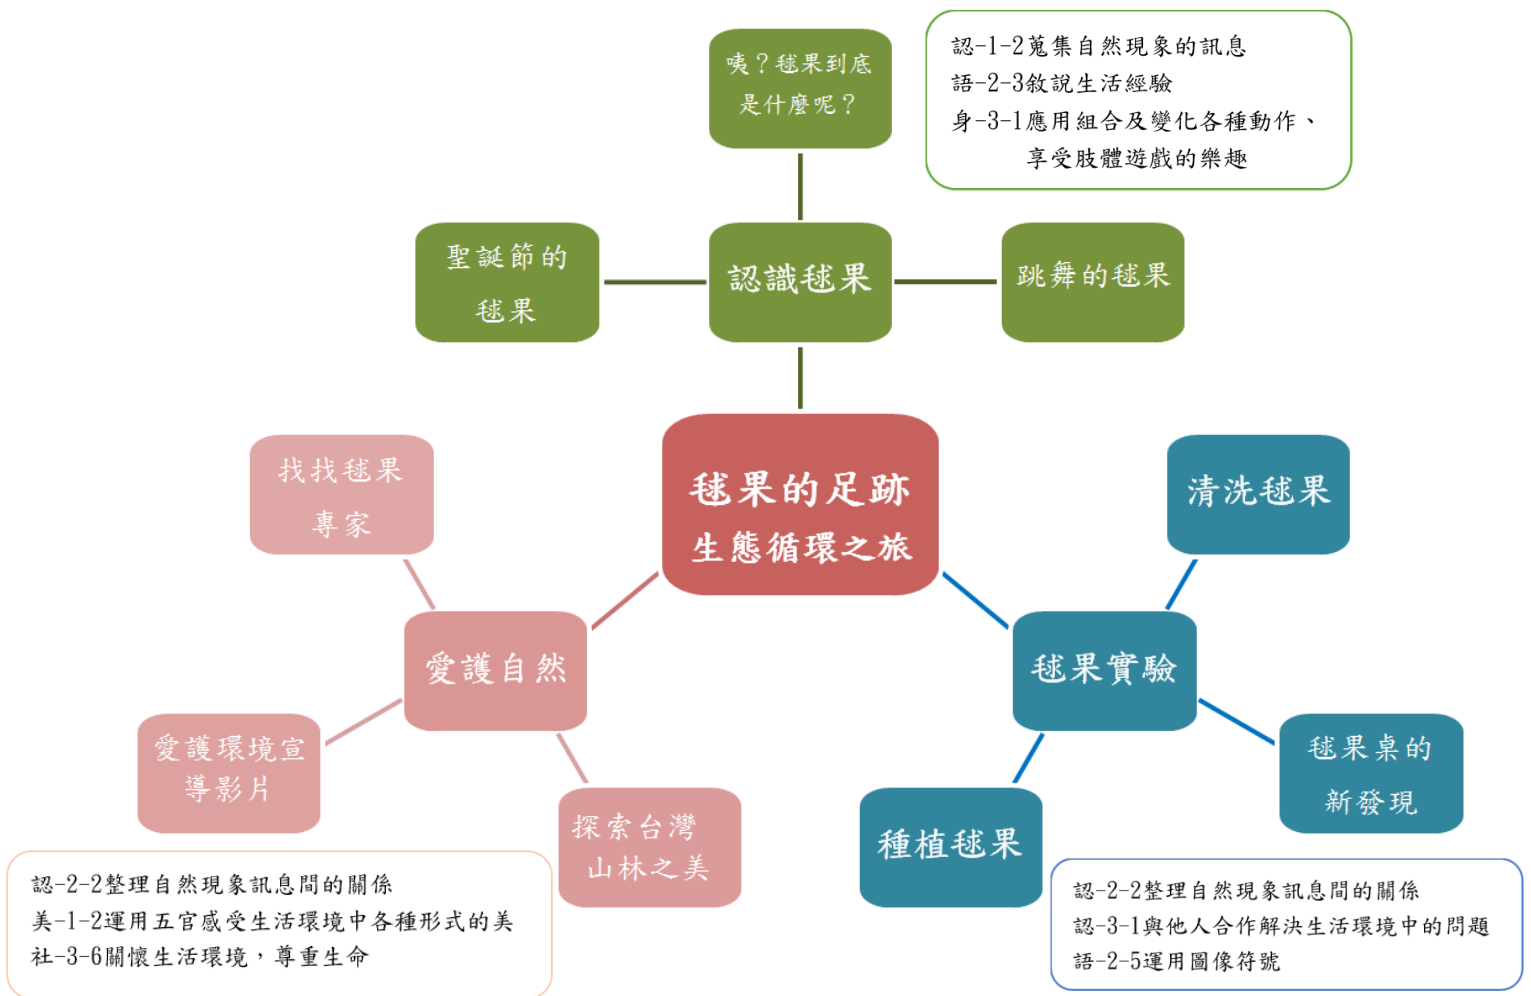 咦？毬果到底
是什麼呢？
認-1-2蒐集自然現象的訊息
語-2-3敘說生活經驗
身-3-1應用組合及變化各種動作、
享受肢體遊戲的樂趣
聖誕節的
毬果
認識毬果
跳舞的毬果
找找毬果
專家
毬果的足跡
生態循環之旅
清洗毬果
愛護自然
毬果實驗
愛護環境宣
導影片
毬果桌的
新發現
探索台灣
山林之美
種植毬果
認-2-2整理自然現象訊息間的關係
美-1-2運用五官感受生活環境中各種形式的美
社-3-6關懷生活環境，尊重生命
認-2-2整理自然現象訊息間的關係
認-3-1與他人合作解決生活環境中的問題
語-2-5運用圖像符號